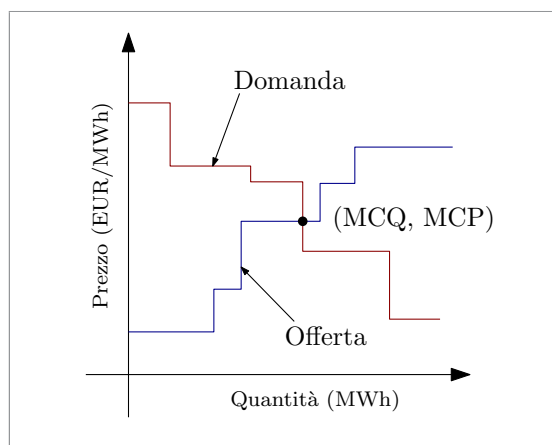 Domanda
Prezzo (EUR/MWh)
(MCQ, MCP)
Offerta
Quantità (MWh)